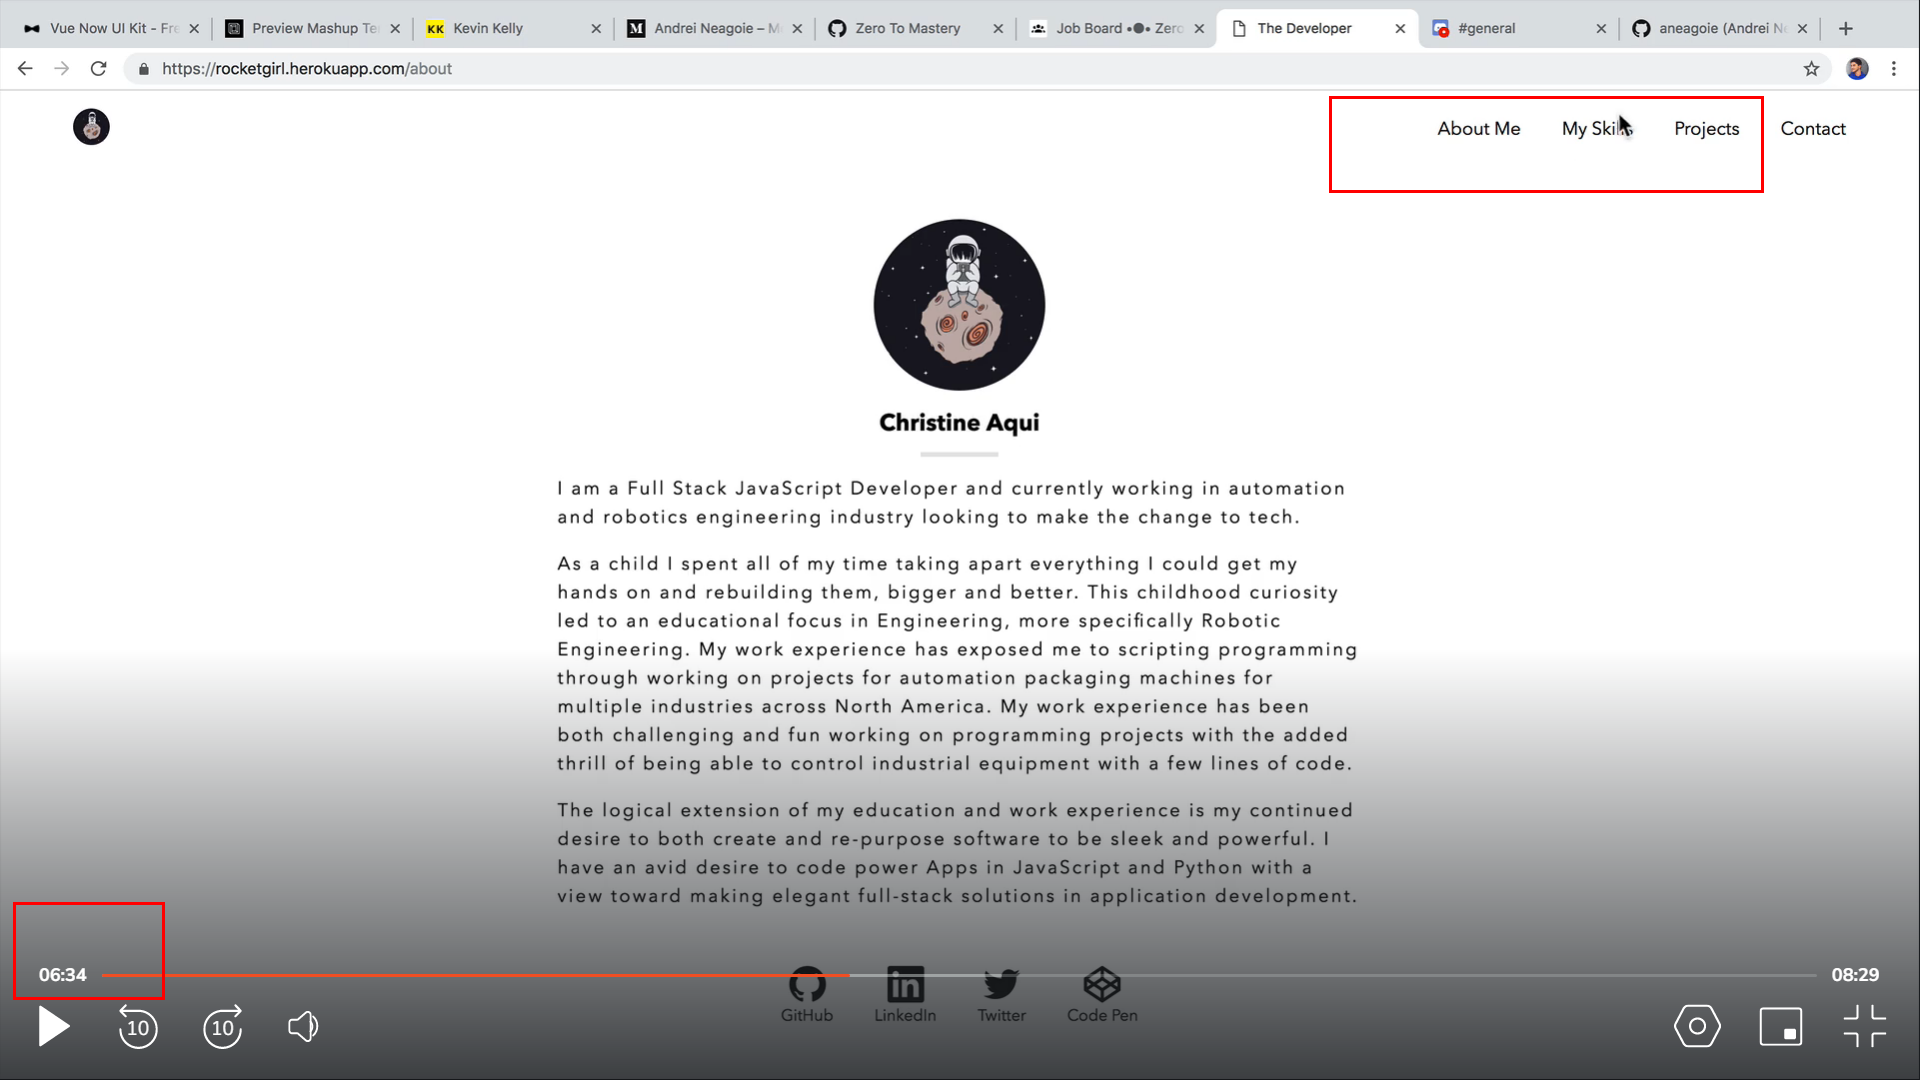 Vue Now UI Kit - Fre
Preview Mashup Te
KK Kevin Kelly
M Andrei Neagoie – M
Zero To Mastery
Job Board •●• Zero
The Developer
#general
aneagoie (Andrei Ne
https://rocketgirl.herokuapp.com/about
About Me My Skills Projects Contact
Christine Aqui
I am a Full Stack JavaScript Developer and currently working in automation
and robotics engineering industry looking to make the change to tech.
As a child I spent all of my time taking apart everything I could get my
hands on and rebuilding them, bigger and better. This childhood curiosity
led to an educational focus in Engineering, more specifically Robotic
Engineering. My work experience has exposed me to scripting programming
through working on projects for automation packaging machines for
multiple industries across North America. My work experience has been
both challenging and fun working on programming projects with the added
thrill of being able to control industrial equipment with a few lines of code.
The logical extension of my education and work experience is my continued
desire to both create and re-purpose software to be sleek and powerful. I
have an avid desire to code power Apps in JavaScript and Python with a
view toward making elegant full-stack solutions in application development.
06:34 08:29
GitHub LinkedIn Twitter Code Pen
10 10